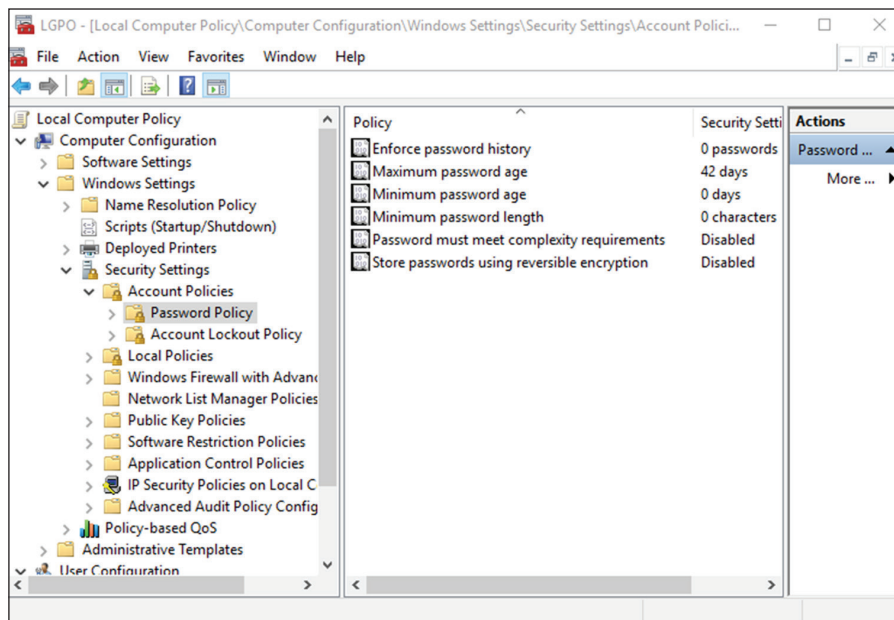 LGPO - [Local Computer Policy\Computer Configuration\Windows Settings\Security Settings\Account Polici...
File Action View Favorites Window Help
Local Computer Policy
Computer Configuration
Software Settings
Windows Settings
Name Resolution Policy
Scripts (Startup/Shutdown)
Deployed Printers
Security Settings
Account Policies
Password Policy
Account Lockout Policy
Local Policies
Windows Firewall with Advanc
Network List Manager Policies
Public Key Policies
Software Restriction Policies
Application Control Policies
IP Security Policies on Local C
Advanced Audit Policy Config
Policy-based QoS
Administrative Templates
User Configuration
Policy Security Setti
Enforce password history 0 passwords
Maximum password age 42 days
Minimum password age 0 days
Minimum password length 0 characters
Password must meet complexity requirements Disabled
Store passwords using reversible encryption Disabled
Actions
Password ...
More ...